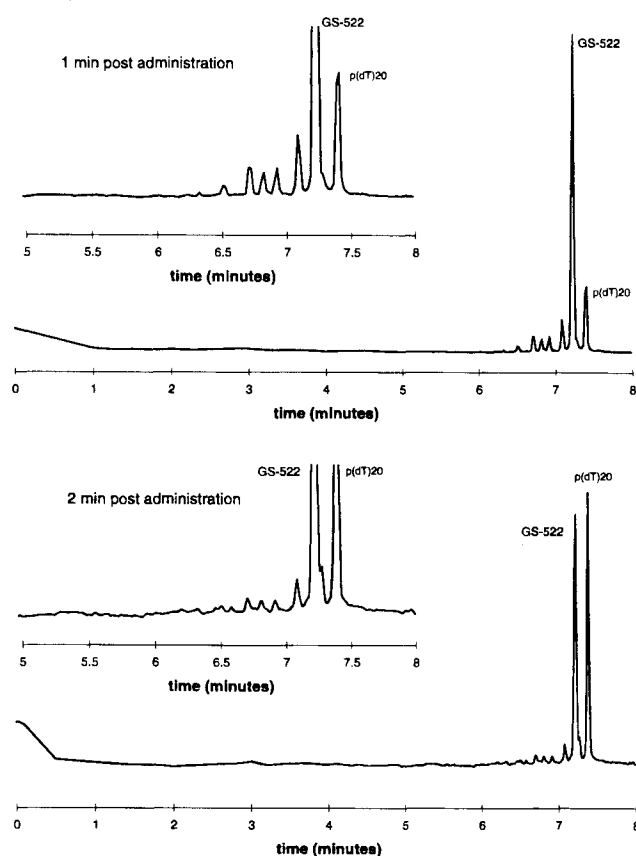 GS-522
1 min post administration
p(dT)20
5 5.5 6 6.5 7 7.5 8
time (minutes)
GS-522
p(dT)20
0 1 2 3 4 5 6 7 8
time (minutes)
GS-522 p(dT)20
2 min post administration
5 5.5 6 6.5 7 7.5 8
time (minutes)
p(dT)20
GS-522
0 1 2 3 4 5 6 7 8
time (minutes)